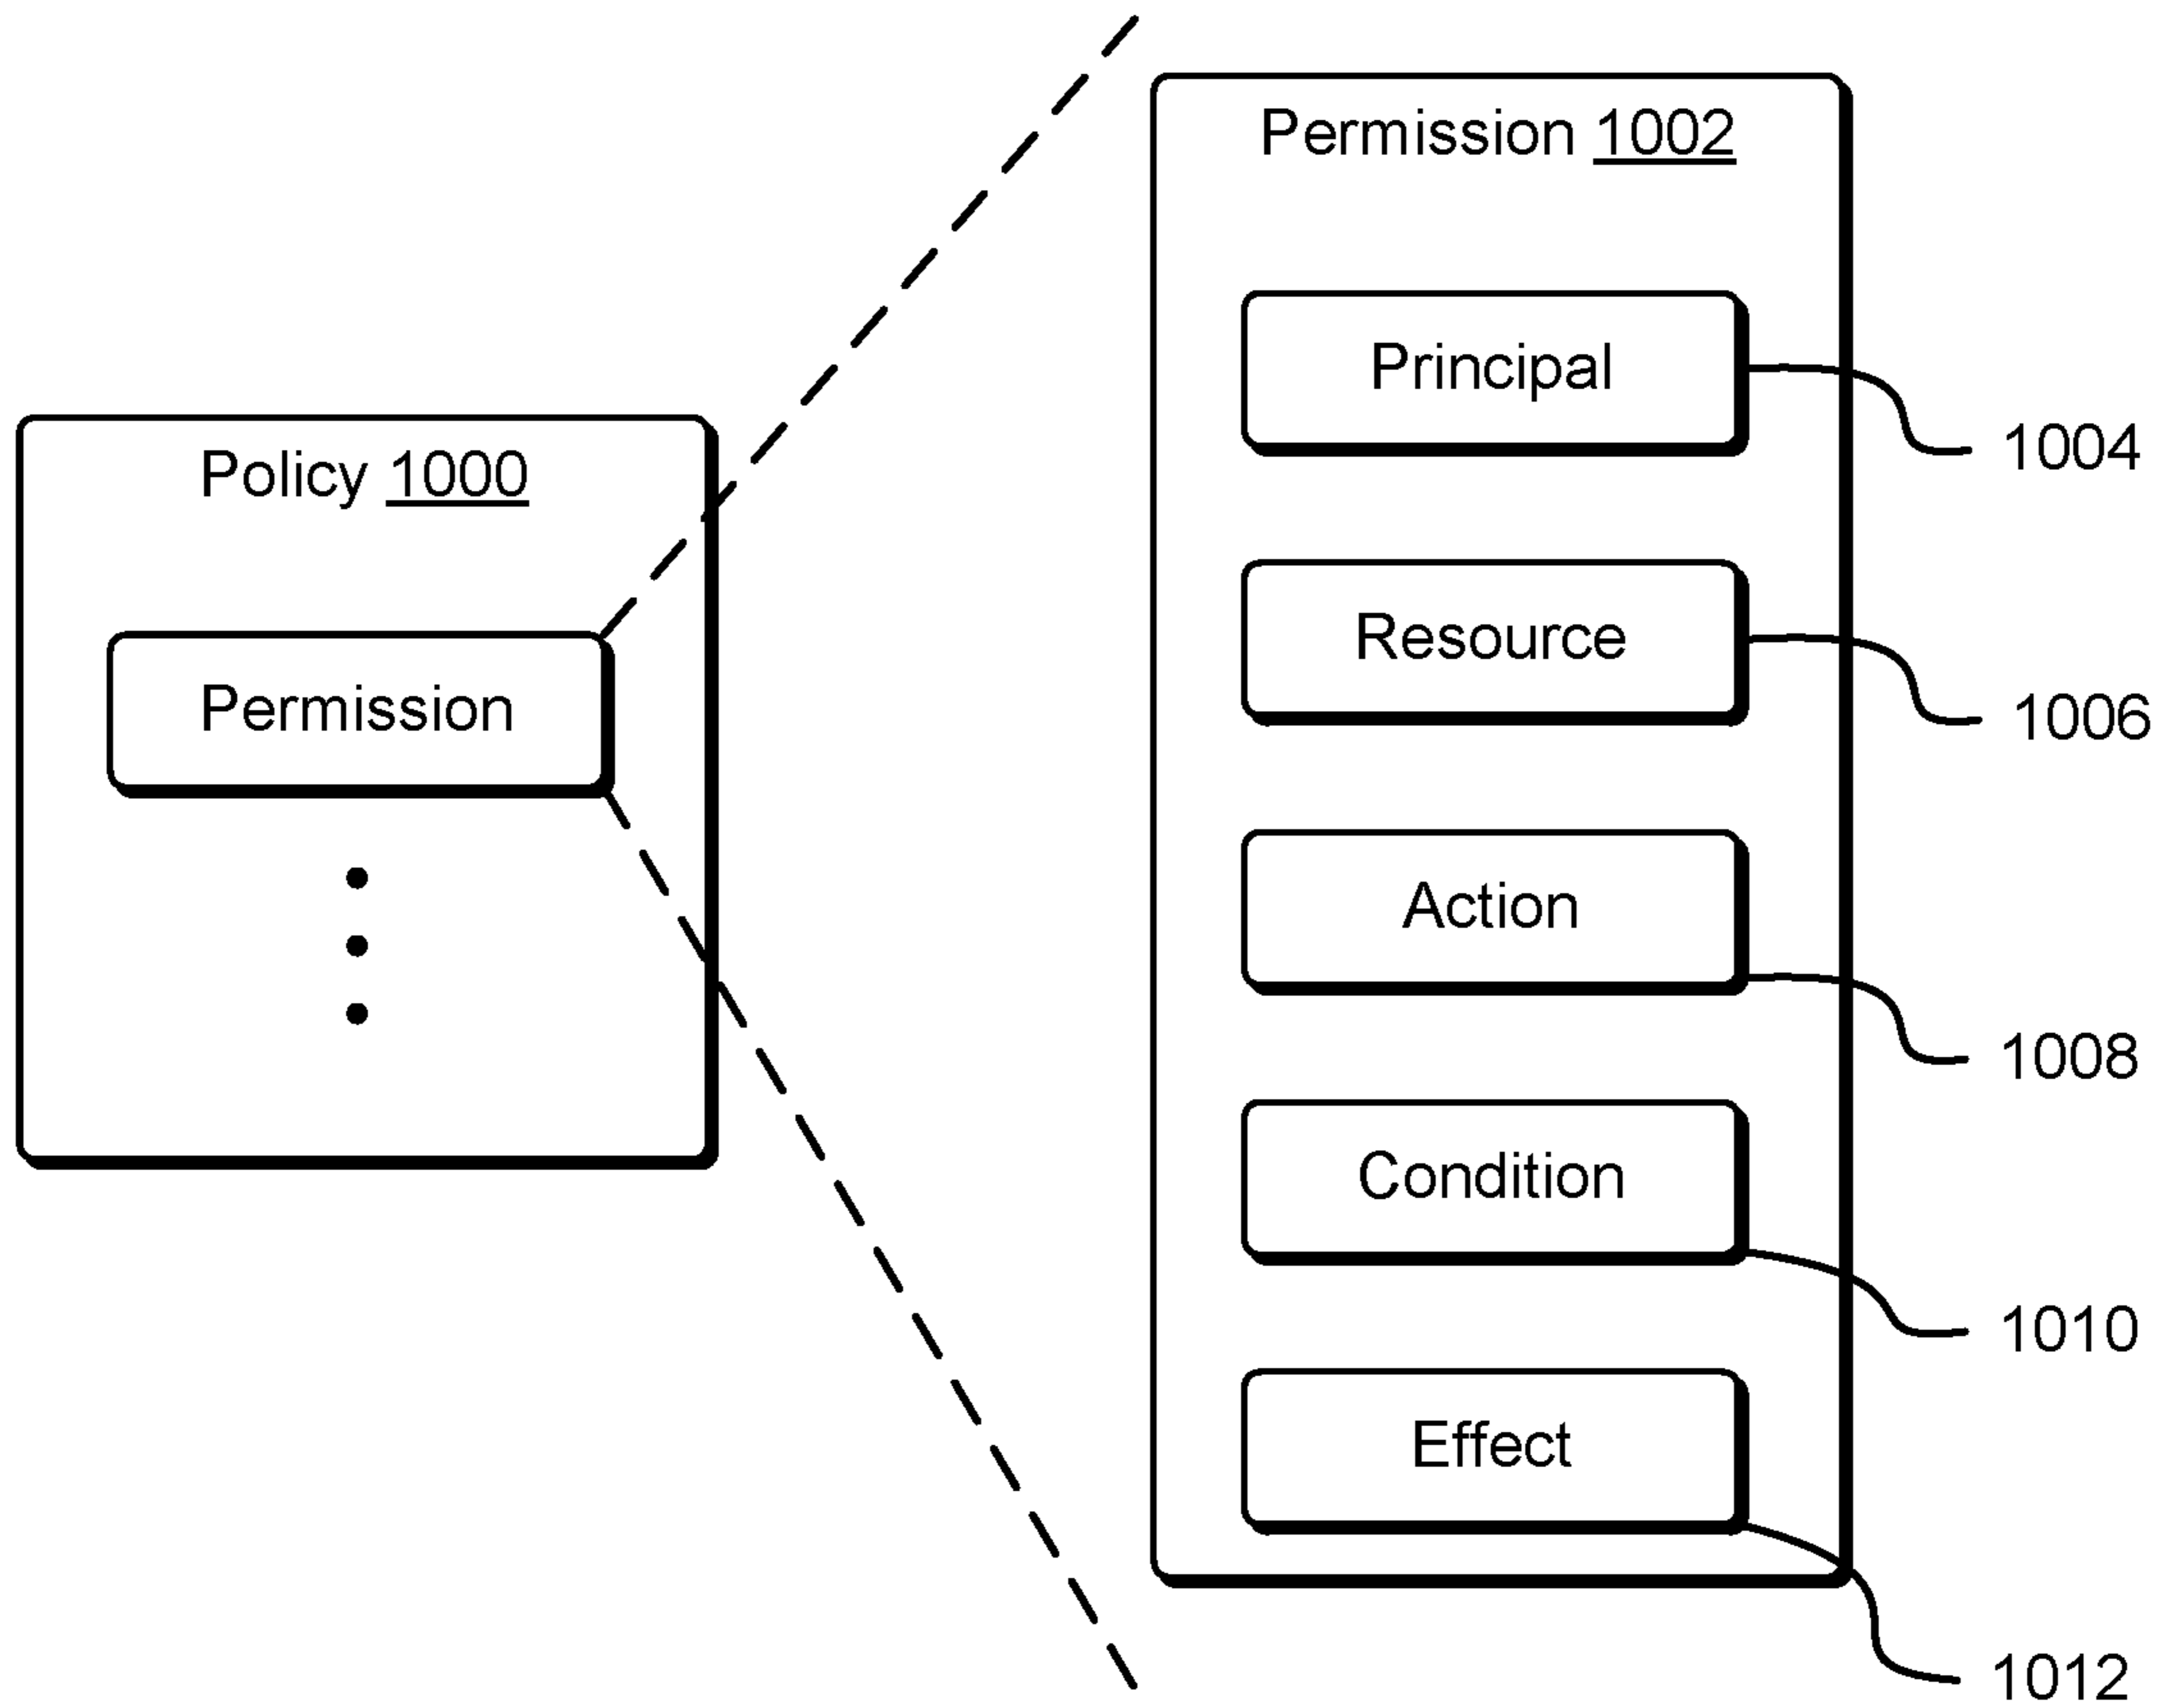 Policy 1000
Permission
Permission 1002
Principal
1004
Resource
1006
Action
1008
Condition
1010
Effect
1012